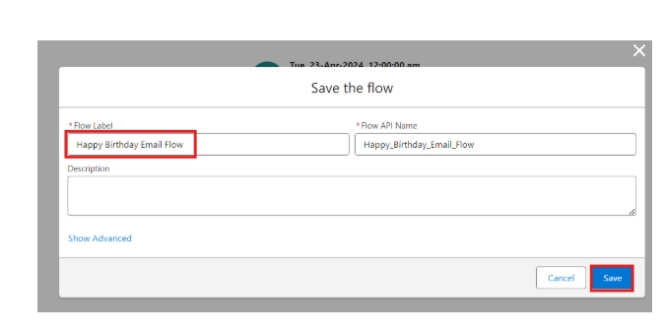 Tue, 23-Apr-2024, 12:00:00 am
Save the flow
* Flow Label
* Flow API Name
Happy Birthday Email Flow
Happy_Birthday_Email_Flow
Description
Show Advanced
Cancel
Save